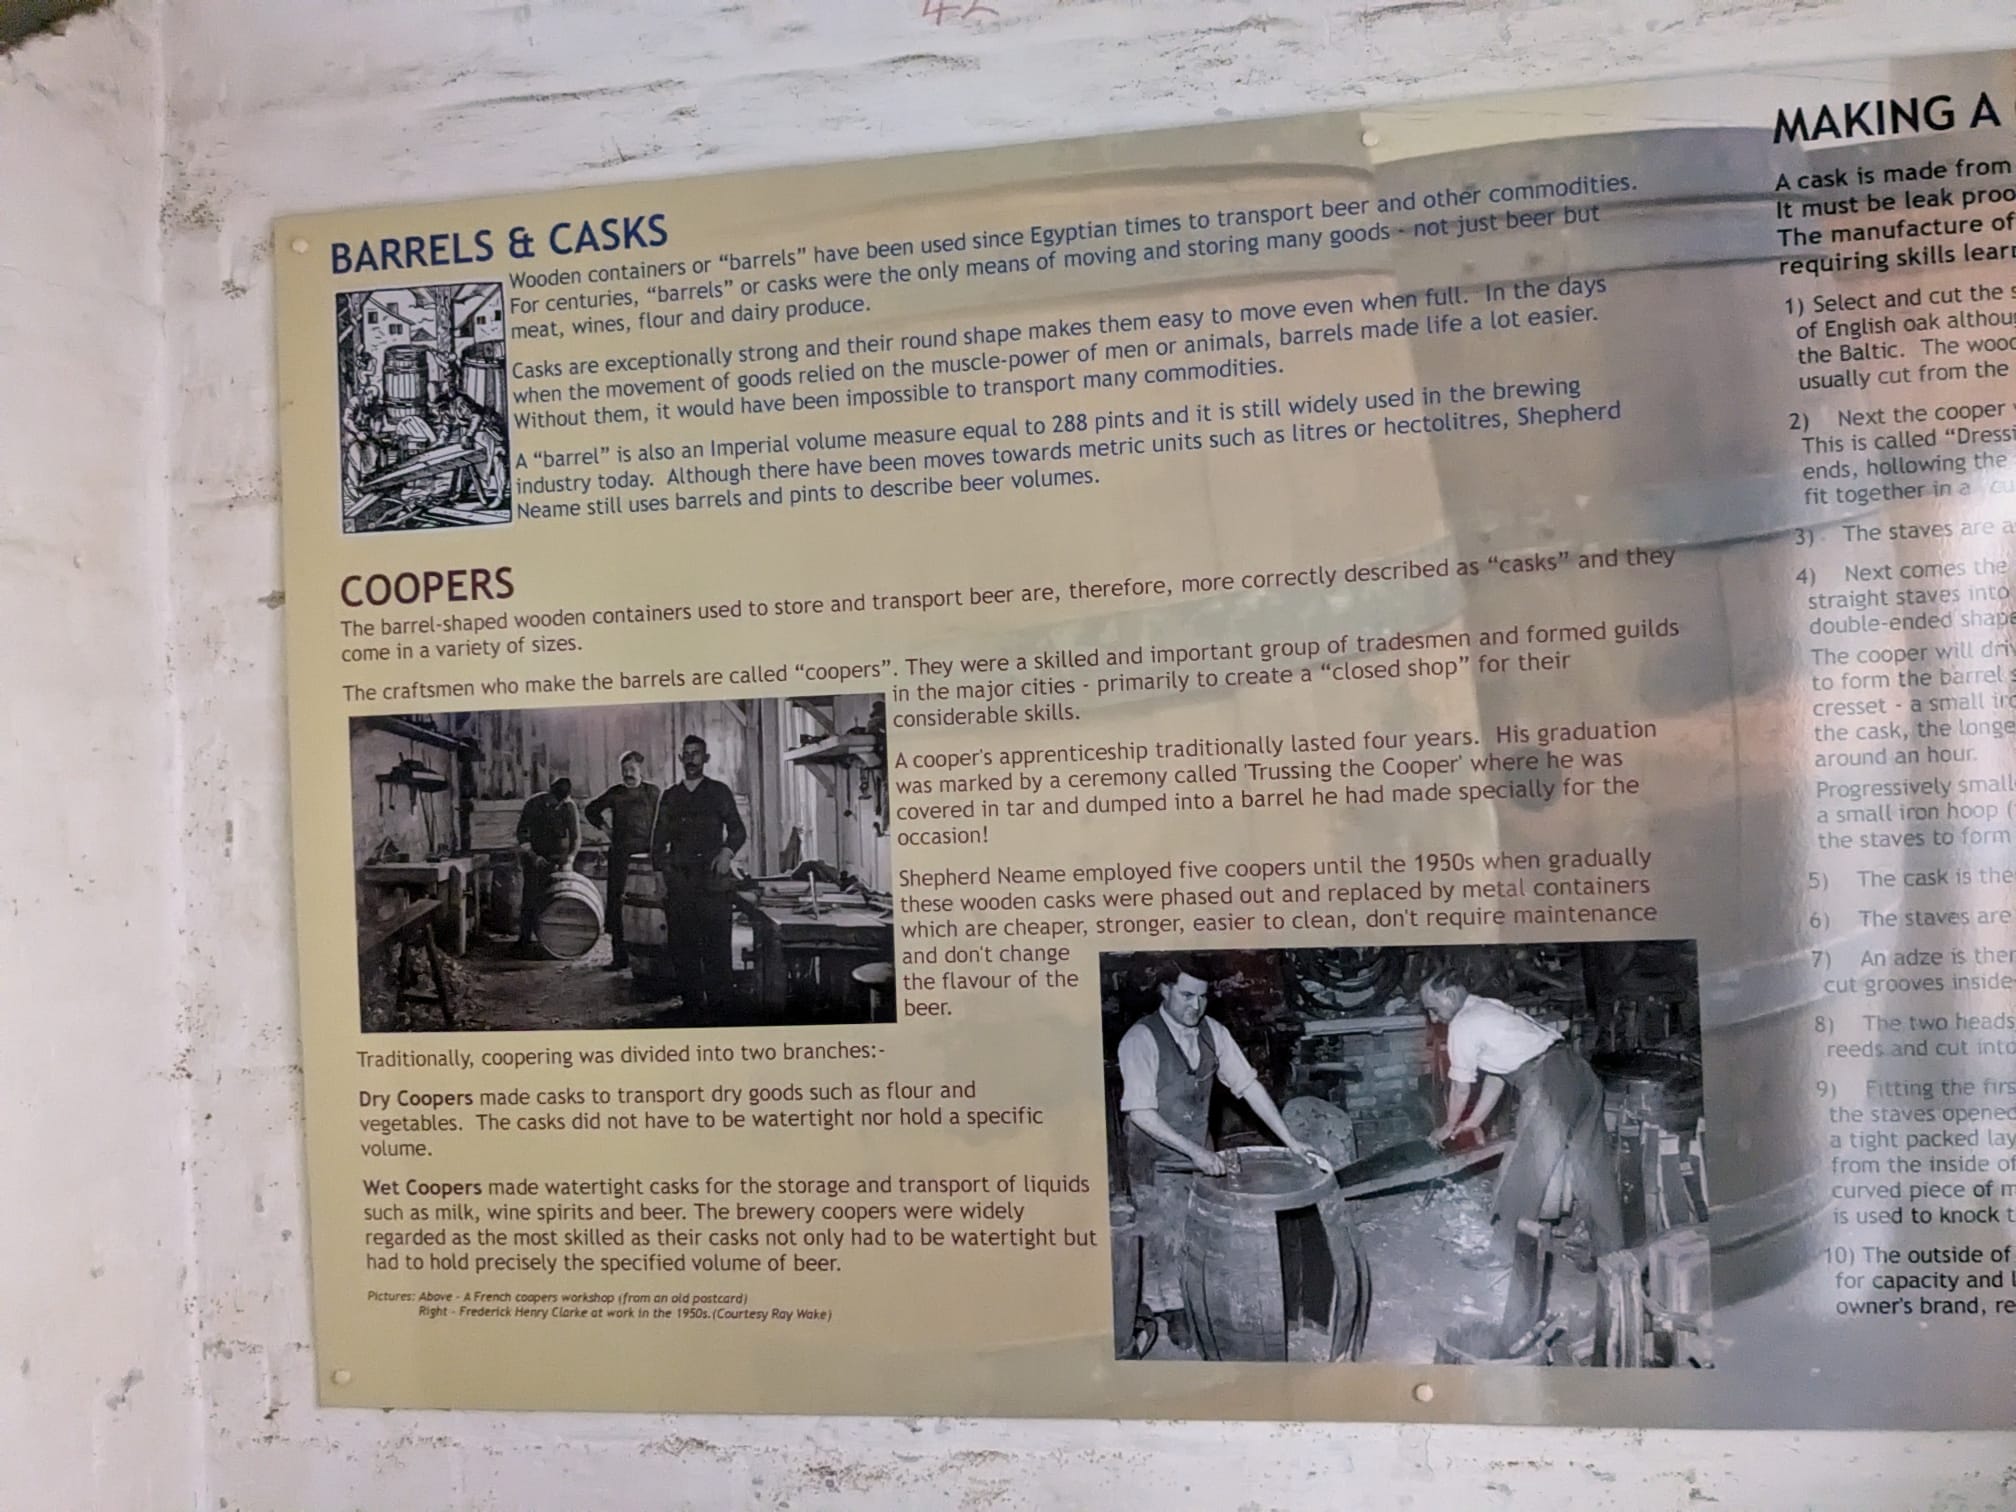 42
BARRELS & CASKS
Wooden containers or “barrels” have been used since Egyptian times to transport beer and other commodities.
For centuries, “barrels” or casks were the only means of moving and storing many goods - not just beer but
meat, wines, flour and dairy produce.
Casks are exceptionally strong and their round shape makes them easy to move even when full. In the days
when the movement of goods relied on the muscle-power of men or animals, barrels made life a lot easier.
Without them, it would have been impossible to transport many commodities.
A “barrel” is also an Imperial volume measure equal to 288 pints and it is still widely used in the brewing
industry today. Although there have been moves towards metric units such as litres or hectolitres, Shepherd
Neame still uses barrels and pints to describe beer volumes.
COOPERS
The barrel-shaped wooden containers used to store and transport beer are, therefore, more correctly described as “casks” and they
come in a variety of sizes.
The craftsmen who make the barrels are called “coopers”. They were a skilled and important group of tradesmen and formed guilds
in the major cities - primarily to create a “closed shop” for their
considerable skills.
A cooper's apprenticeship traditionally lasted four years. His graduation
was marked by a ceremony called 'Trussing the Cooper' where he was
covered in tar and dumped into a barrel he had made specially for the
occasion!
Shepherd Neame employed five coopers until the 1950s when gradually
these wooden casks were phased out and replaced by metal containers
which are cheaper, stronger, easier to clean, don't require maintenance
and don't change
the flavour of the
beer.
Traditionally, coopering was divided into two branches:-
Dry Coopers made casks to transport dry goods such as flour and
vegetables. The casks did not have to be watertight nor hold a specific
volume.
Wet Coopers made watertight casks for the storage and transport of liquids
such as milk, wine spirits and beer. The brewery coopers were widely
regarded as the most skilled as their casks not only had to be watertight but
had to hold precisely the specified volume of beer.
Pictures: Above - A French coopers workshop (from an old postcard)
Right - Frederick Henry Clarke at work in the 1950s.(Courtesy Ray Wake)
MAKING A
A cask is made from
It must be leak
The manufacture of
requiring skills
1) Select and cut the
of English oak
the Baltic. The
usually cut from the
2) Next the cooper
This is called
ends, hollowing the
fit together in a
3) The staves are
4) Next comes the
straight staves into
double-ended
The cooper will
to form the barrel
cresset - a small
the cask, the
around an hour.
Progressively
a small iron hoop (
the staves to form
5) The cask is
6) The staves are
7) An adze is
cut grooves inside
8) The two heads
reeds and cut
9) Fitting the
the staves
a tight packed
from the inside of
curved piece of
is used to knock
10) The outside of
for capacity and
owner's brand,